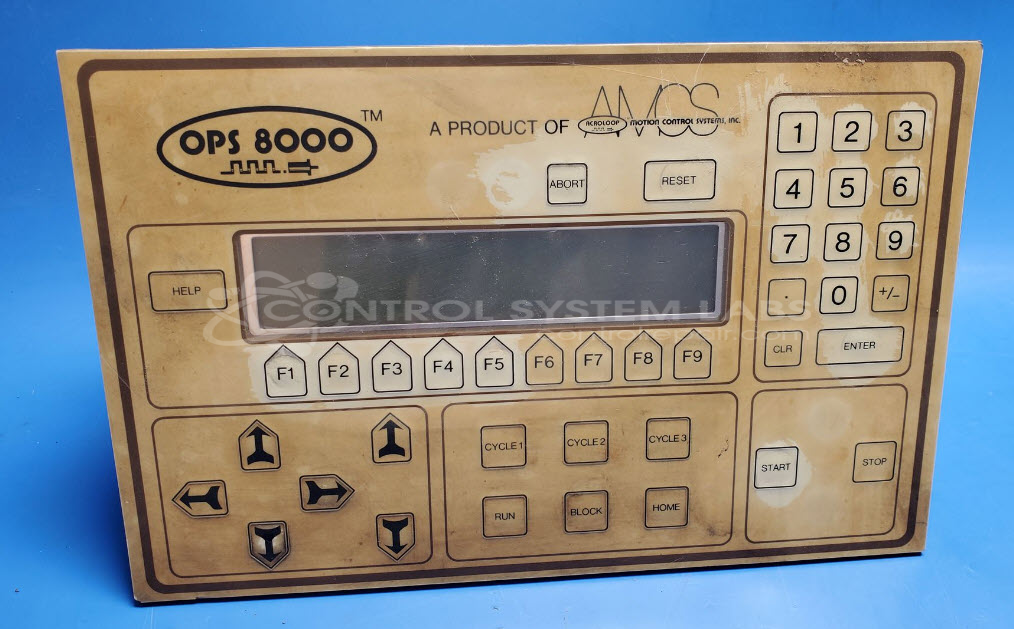 OPS 8000 ™
A PRODUCT OF AMCS
ACROLOOP MOTION CONTROL SYSTEMS, INC.
ABORT RESET
1 2 3
4 5 6
7 8 9
. 0 +/-
CLR ENTER
HELP
CONTROL SYSTEM LABS
F1 F2 F3 F4 F5 F6 F7 F8 F9
CYCLE 1 CYCLE 2 CYCLE 3
RUN BLOCK HOME
START STOP